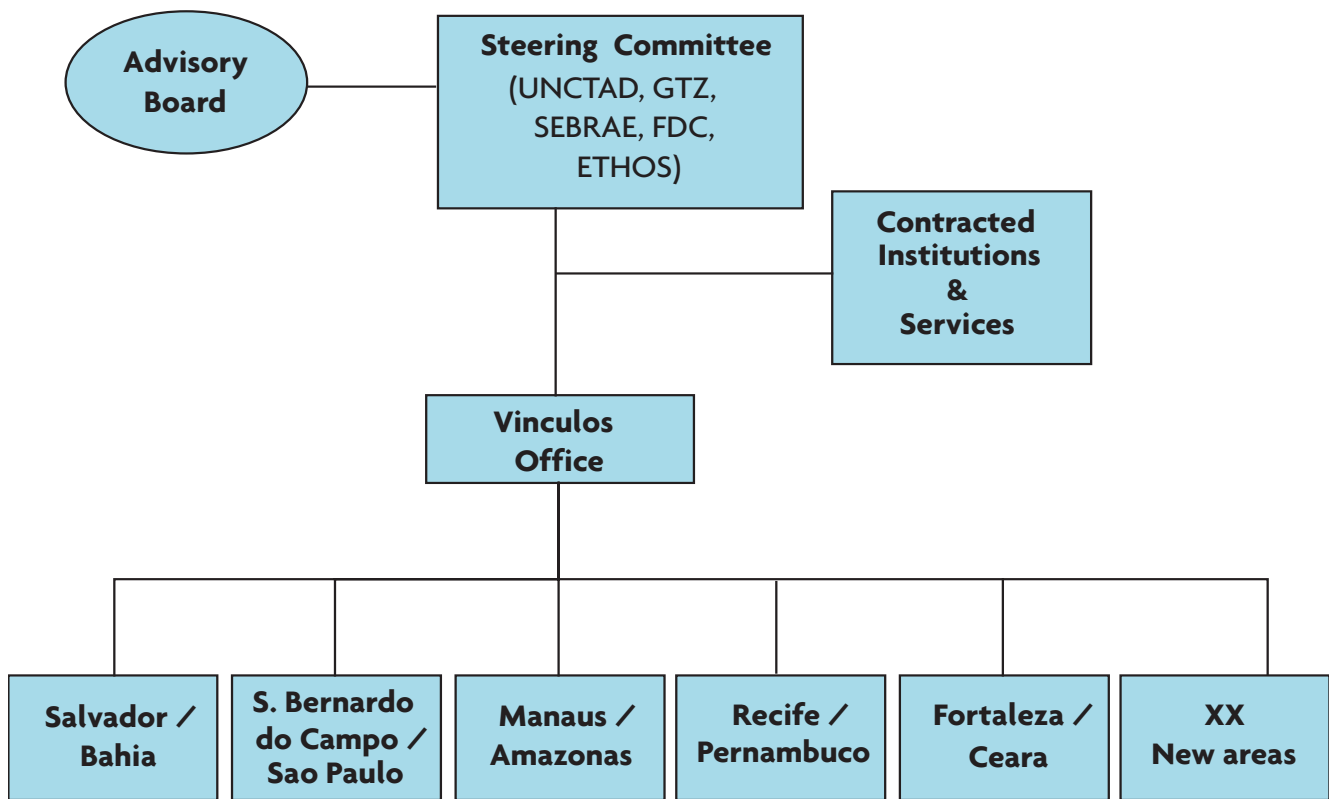 Advisory
Board
Steering Committee
(UNCTAD, GTZ,
SEBRAE, FDC,
ETHOS)
Contracted
Institutions
&
Services
Vinculos
Office
Salvador /
Bahia
S. Bernardo
do Campo /
Sao Paulo
Manaus /
Amazonas
Recife /
Pernambuco
Fortaleza /
Ceara
XX
New areas